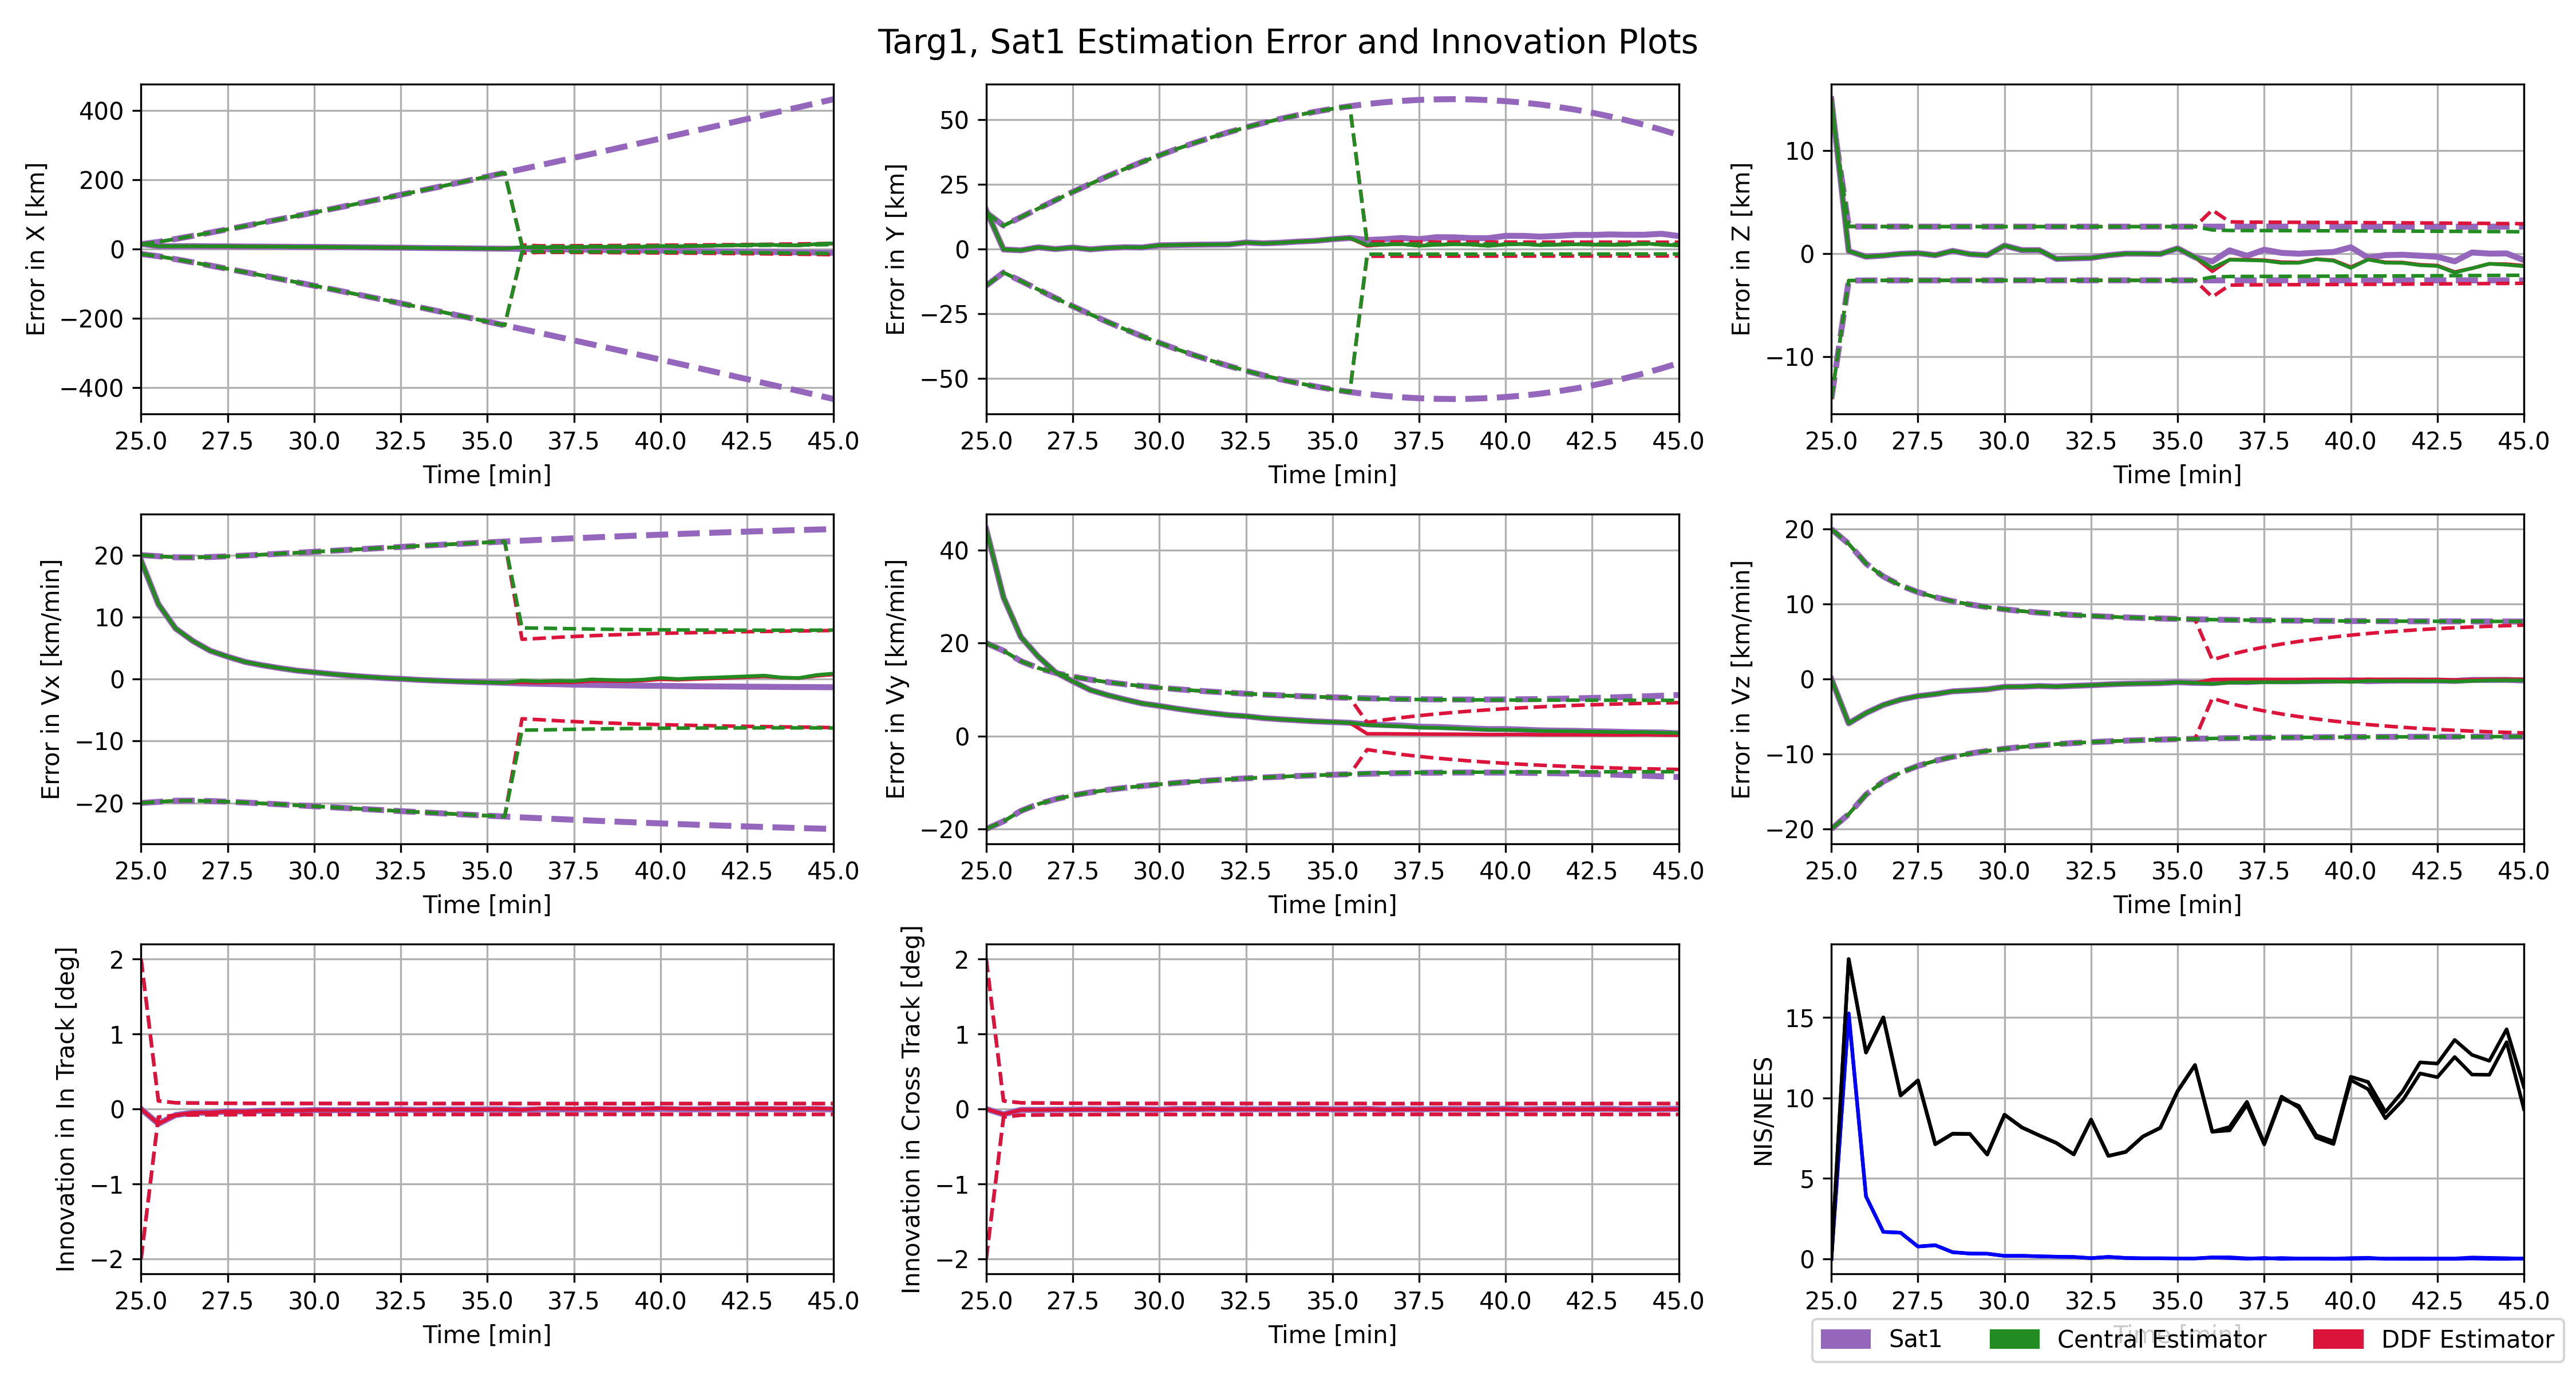 Targ1, Sat1 Estimation Error and Innovation Plots
400
200
0
−200
−400
Error in X [km]
25.0 27.5 30.0 32.5 35.0 37.5 40.0 42.5 45.0
Time [min]
50
25
0
−25
−50
Error in Y [km]
25.0 27.5 30.0 32.5 35.0 37.5 40.0 42.5 45.0
Time [min]
10
0
−10
Error in Z [km]
25.0 27.5 30.0 32.5 35.0 37.5 40.0 42.5 45.0
Time [min]
20
10
0
−10
−20
Error in Vx [km/min]
25.0 27.5 30.0 32.5 35.0 37.5 40.0 42.5 45.0
Time [min]
40
20
0
−20
Error in Vy [km/min]
25.0 27.5 30.0 32.5 35.0 37.5 40.0 42.5 45.0
Time [min]
20
10
0
−10
−20
Error in Vz [km/min]
25.0 27.5 30.0 32.5 35.0 37.5 40.0 42.5 45.0
Time [min]
2
1
0
−1
−2
Innovation in In Track [deg]
25.0 27.5 30.0 32.5 35.0 37.5 40.0 42.5 45.0
Time [min]
2
1
0
−1
−2
Innovation in Cross Track [deg]
25.0 27.5 30.0 32.5 35.0 37.5 40.0 42.5 45.0
Time [min]
15
10
5
0
NIS/NEES
25.0 27.5 30.0 32.5 35.0 37.5 40.0 42.5 45.0
Time [min]
Sat1 Central Estimator DDF Estimator